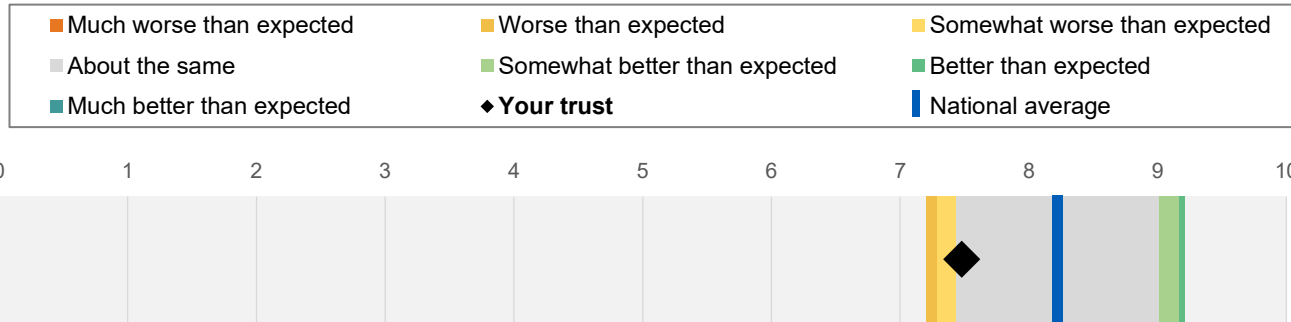 Much worse than expected Worse than expected Somewhat worse than expected
About the same Somewhat better than expected Better than expected
Much better than expected Your trust National average
0 1 2 3 4 5 6 7 8 9 10